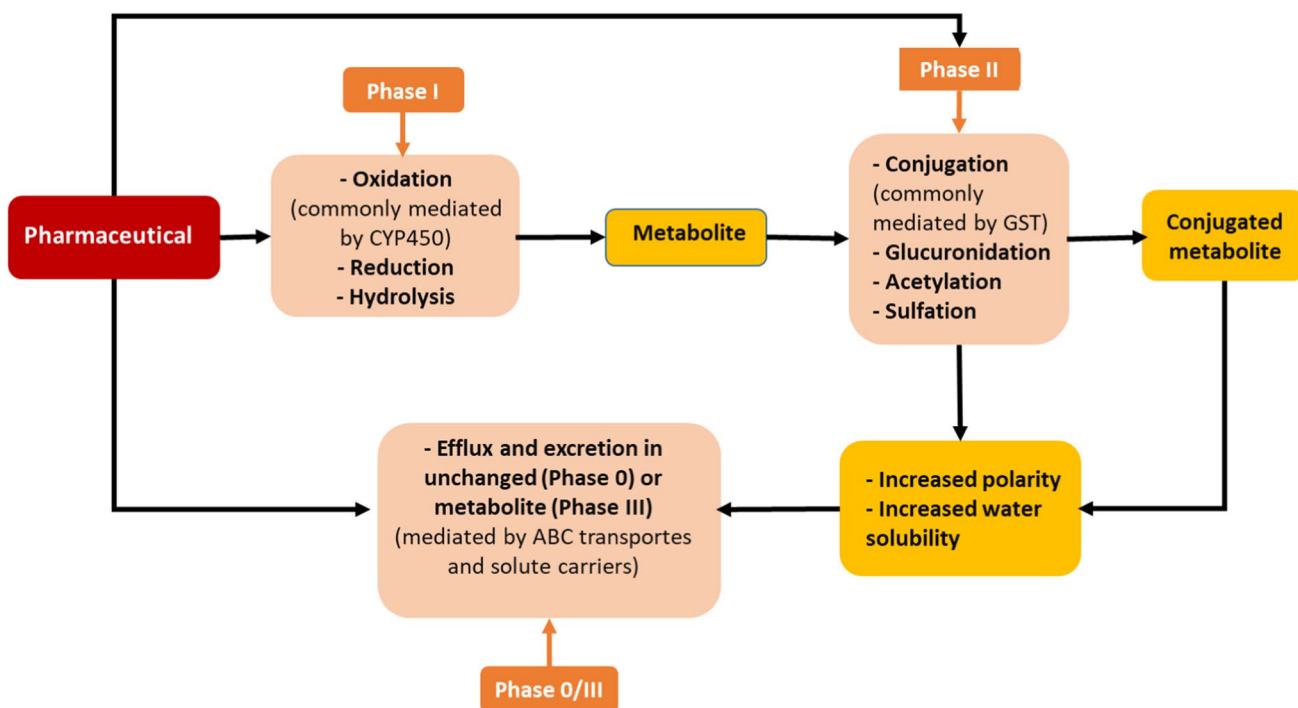 Phase II
Phase I
- Oxidation
(commonly mediated
by CYP450)
- Reduction
- Hydrolysis
- Conjugation
(commonly
mediated by GST)
- Glucuronidation
- Acetylation
- Sulfation
Pharmaceutical
Metabolite
Conjugated
metabolite
- Efflux and excretion in
unchanged (Phase 0) or
metabolite (Phase III)
(mediated by ABC transportes
and solute carriers)
- Increased polarity
- Increased water
solubility
Phase 0/III